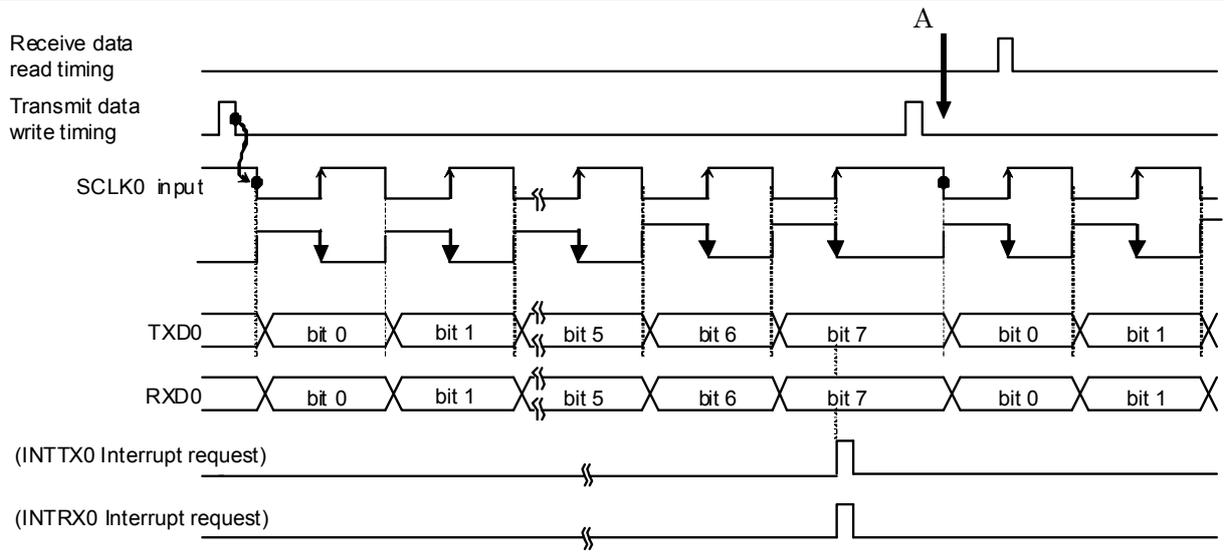 A
Receive data
read timing
Transmit data
write timing
SCLK0 input
TXD0
bit 0
bit 1
bit 5
bit 6
bit 7
bit 0
bit 1
RXD0
bit 0
bit 1
bit 5
bit 6
bit 7
bit 0
bit 1
(INTTX0 Interrupt request)
(INTRX0 Interrupt request)